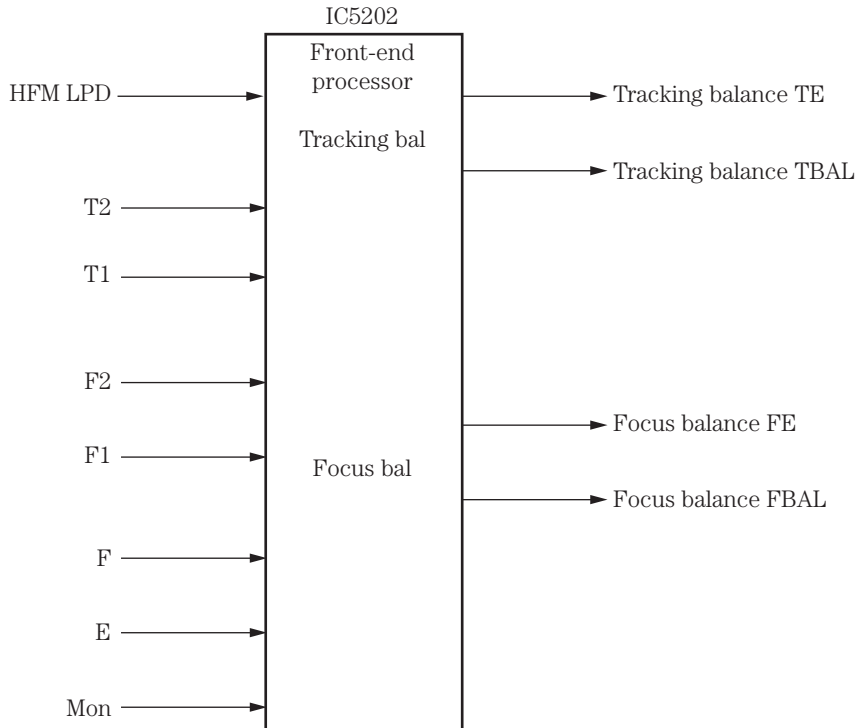 IC5202
Front-end
processor
HFM LPD
Tracking balance TE
Tracking bal
Tracking balance TBAL
T2
T1
F2
Focus balance FE
F1
Focus bal
Focus balance FBAL
F
E
Mon